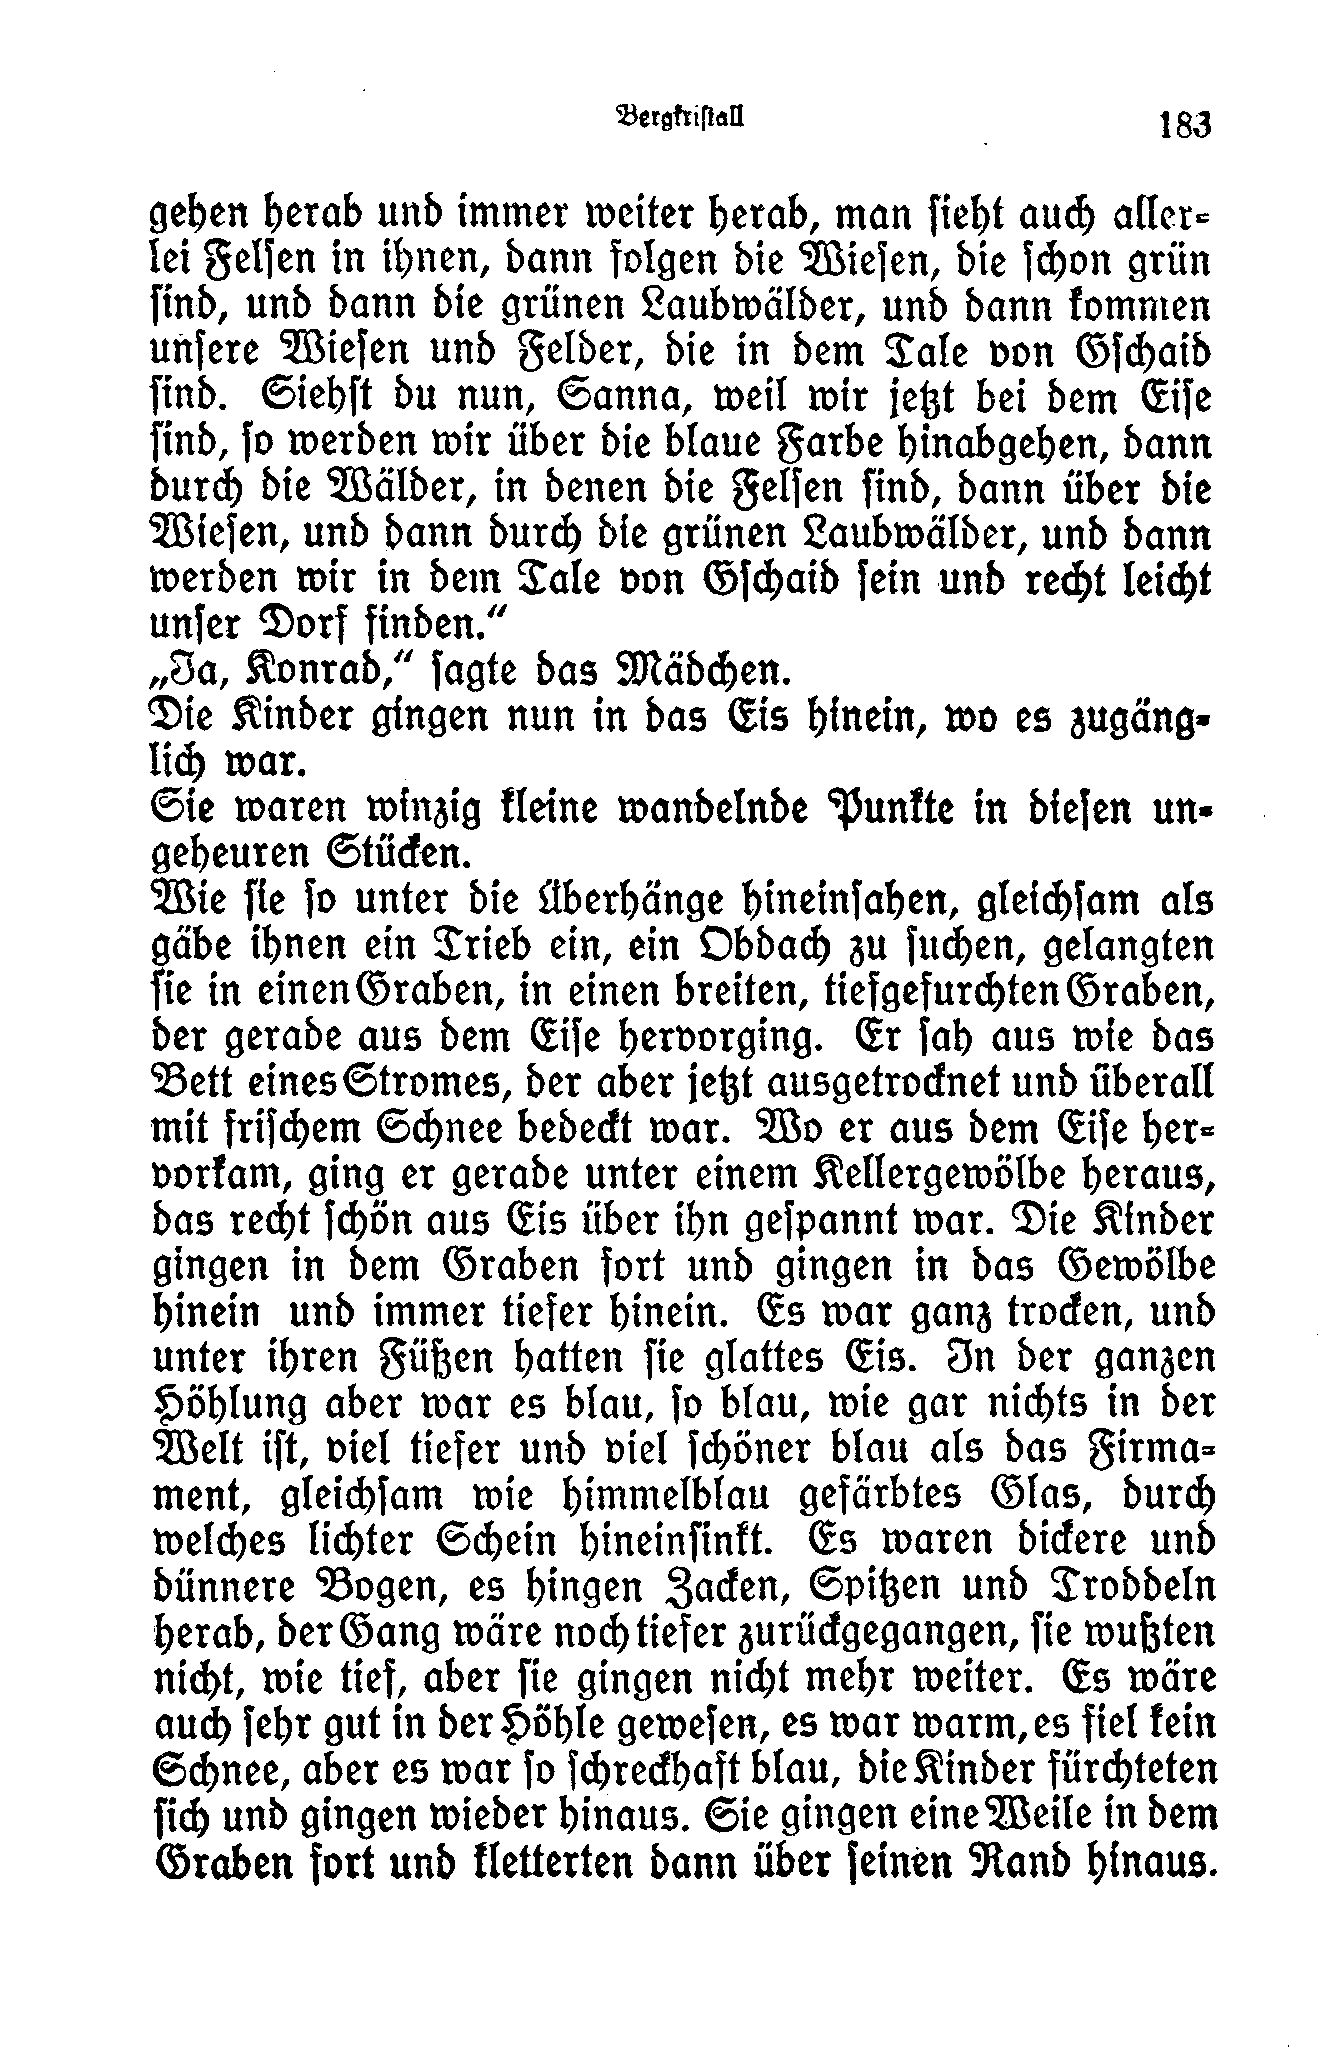 Bergkristall 183
gehen herab und immer weiter herab, man sieht auch aller-
lei Felsen in ihnen, dann folgen die Wiesen, die schon grün
sind, und dann die grünen Laubwälder, und dann kommen
unsere Wiesen und Felder, die in dem Tale von Gschaid
sind. Siehst du nun, Sanna, weil wir jetzt bei dem Eise
sind, so werden wir über die blaue Farbe hinabgehen, dann
durch die Wälder, in denen die Felsen sind, dann über die
Wiesen, und dann durch die grünen Laubwälder, und dann
werden wir in dem Tale von Gschaid sein und recht leicht
unser Dorf finden.“
„Ja, Konrad,“ sagte das Mädchen.
Die Kinder gingen nun in das Eis hinein, wo es zugäng-
lich war.
Sie waren winzig kleine wandelnde Punkte in diesen un-
geheuren Stücken.
Wie sie so unter die Überhänge hineinsahen, gleichsam als
gäbe ihnen ein Trieb ein, ein Obdach zu suchen, gelangten
sie in einen Graben, in einen breiten, tiefgefurchten Graben,
der gerade aus dem Eise hervorging. Er sah aus wie das
Bett eines Stromes, der aber jetzt ausgetrocknet und überall
mit frischem Schnee bedeckt war. Wo er aus dem Eise her-
vorkam, ging er gerade unter einem Kellergewölbe heraus,
das recht schön aus Eis über ihn gespannt war. Die Kinder
gingen in dem Graben fort und gingen in das Gewölbe
hinein und immer tiefer hinein. Es war ganz trocken, und
unter ihren Füßen hatten sie glattes Eis. In der ganzen
Höhlung aber war es blau, so blau, wie gar nichts in der
Welt ist, viel tiefer und viel schöner blau als das Firma-
ment, gleichsam wie himmelblau gefärbtes Glas, durch
welches lichter Schein hineinsinkt. Es waren dickere und
dünnere Bogen, es hingen Zacken, Spitzen und Troddeln
herab, der Gang wäre noch tiefer zurückgegangen, sie wußten
nicht, wie tief, aber sie gingen nicht mehr weiter. Es wäre
auch sehr gut in der Höhle gewesen, es war warm, es fiel kein
Schnee, aber es war so schreckhaft blau, die Kinder fürchteten
sich und gingen wieder hinaus. Sie gingen eine Weile in dem
Graben fort und kletterten dann über seinen Rand hinaus.